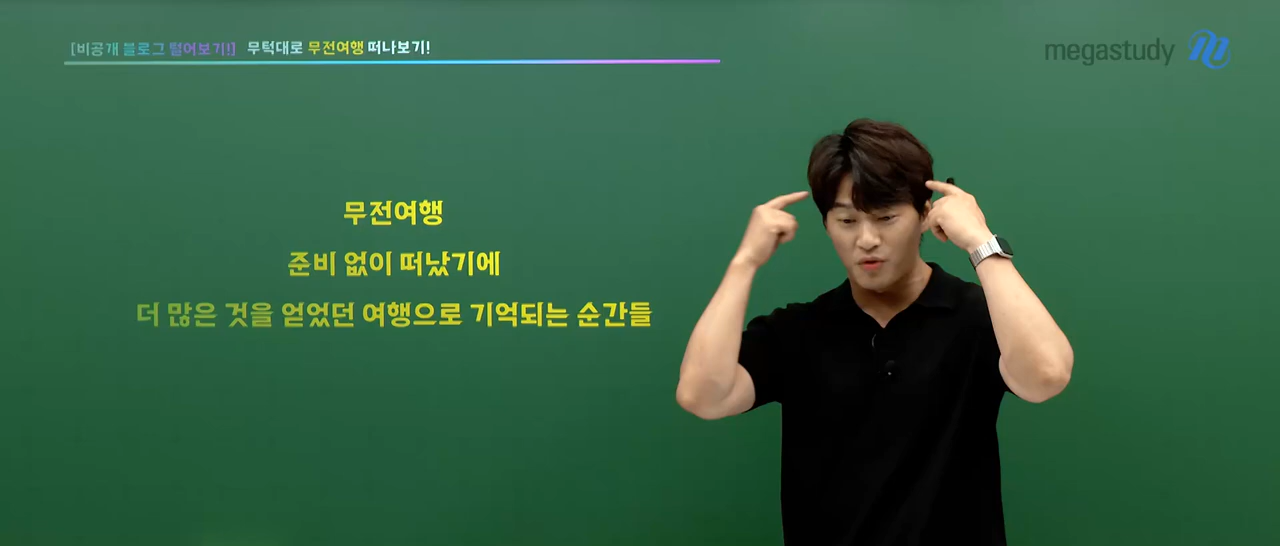 [비공개 블로그 털어보기!] 무턱대로 무전여행 떠나보기!
megastudy
무전여행
준비 없이 떠났기에
더 많은 것을 얻었던 여행으로 기억되는 순간들